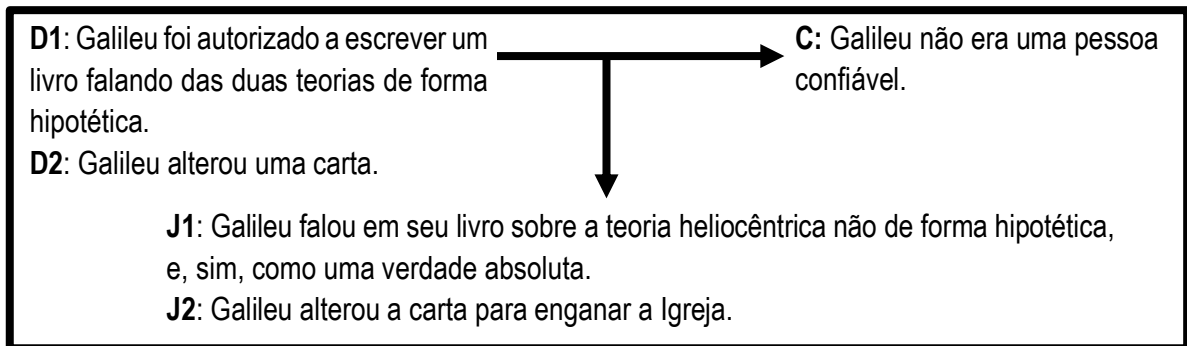 D1: Galileu foi autorizado a escrever um
livro falando das duas teorias de forma
hipotética.
D2: Galileu alterou uma carta.
C: Galileu não era uma pessoa
confiável.
J1: Galileu falou em seu livro sobre a teoria heliocêntrica não de forma hipotética,
e, sim, como uma verdade absoluta.
J2: Galileu alterou a carta para enganar a Igreja.